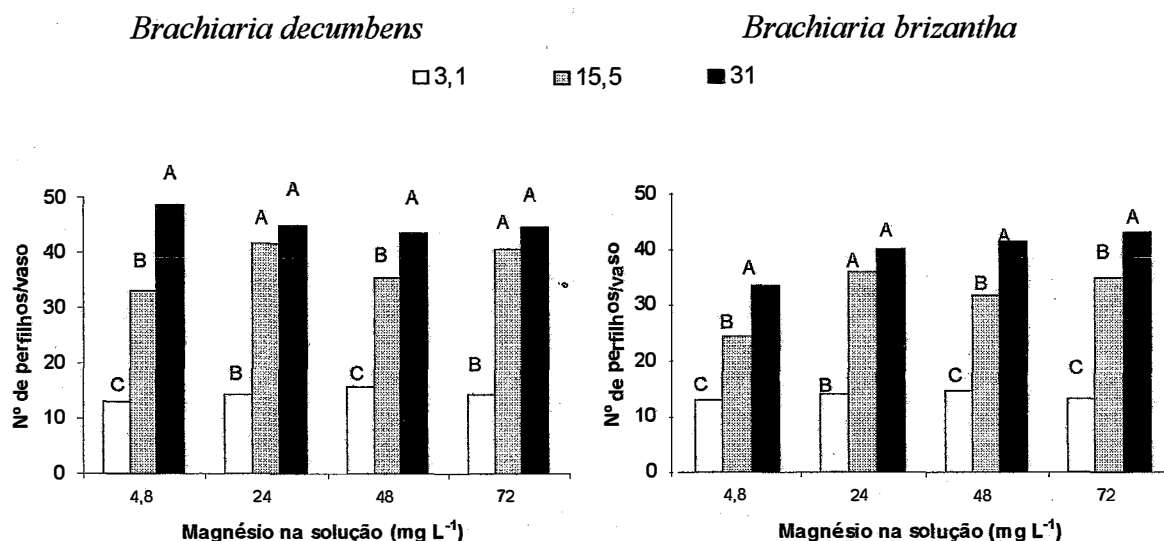 Brachiaria decumbens
Brachiaria brizantha
3,1 15,5 31
Nº de perfilhos/vaso
50
40
30
20
10
0
C B A
B A A
C B A
B A A
4,8 24 48 72
Magnésio na solução (mg L⁻¹)
Nº de perfilhos/vaso
50
40
30
20
10
0
C B A
B A A
C B A
C B A
4,8 24 48 72
Magnésio na solução (mg L⁻¹)